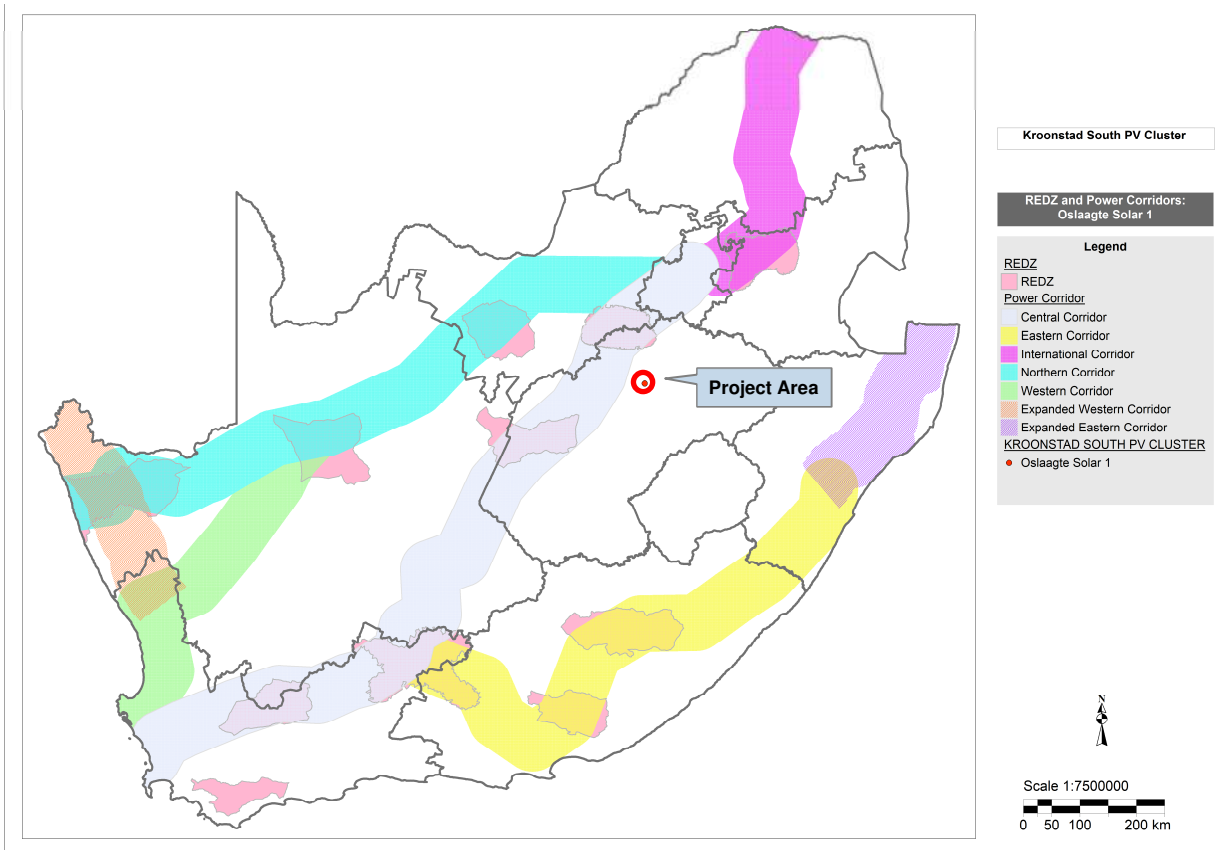 Kroonstad South PV Cluster
REDZ and Power Corridors:
Oslaagte Solar 1
Legend
REDZ
REDZ
Power Corridor
Central Corridor
Eastern Corridor
International Corridor
Northern Corridor
Western Corridor
Expanded Western Corridor
Expanded Eastern Corridor
KROONSTAD SOUTH PV CLUSTER
Oslaagte Solar 1
Project Area
N
Scale 1:7500000
0 50 100 200 km